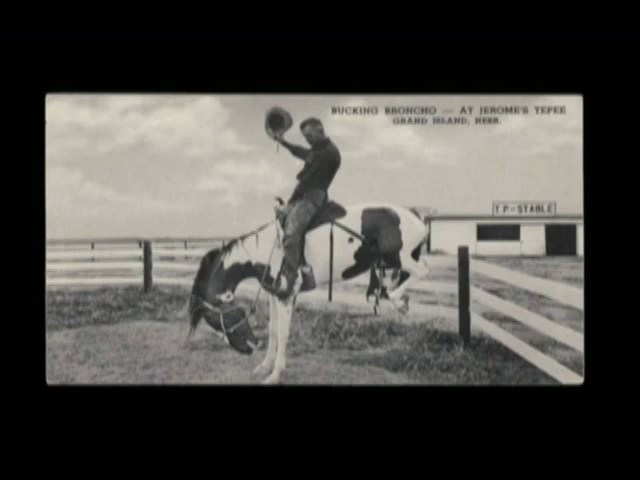 BUCKING BRONCHO — AT JEROME'S TEPEE
GRAND ISLAND, NEBR.
T.P.-STABLE